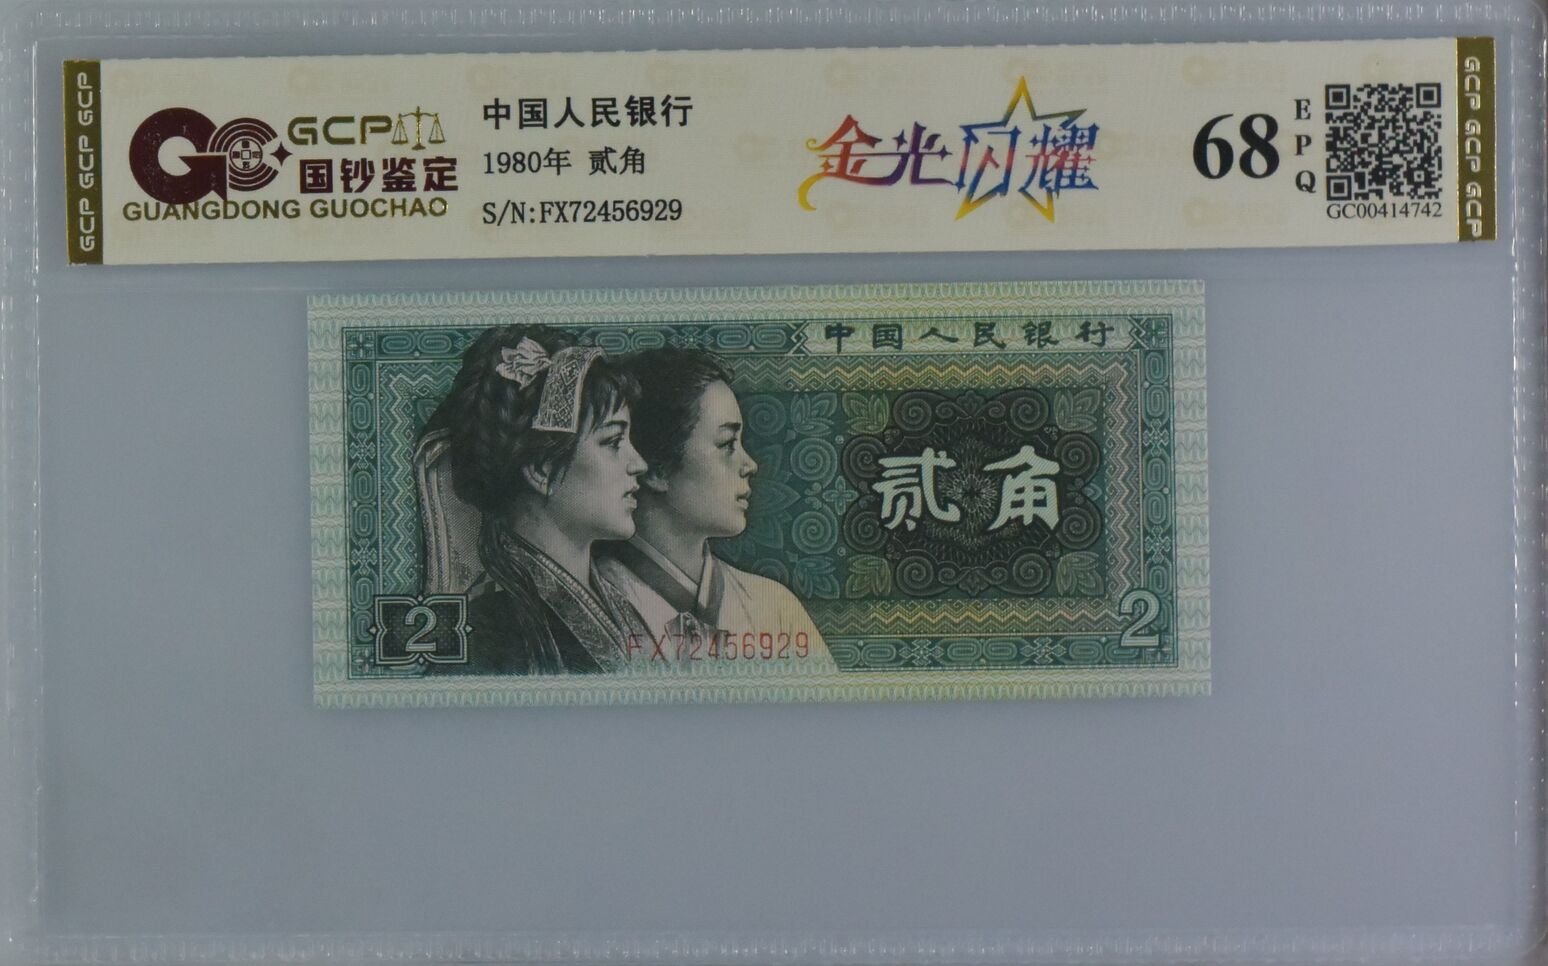 GCP GCP GCP
GCP
国钞鉴定
GUANGDONG GUOCHAO
中国人民银行
1980年 贰角
S/N:FX72456929
金光闪耀
68
EPQ
GC00414742
GCP GCP GCP
中国人民银行
贰角
2
FX72456929
2